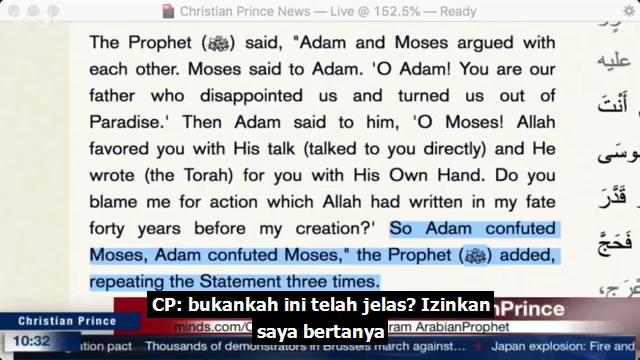 Christian Prince News — Live @ 152.5% — Ready
The Prophet (ﷺ) said, "Adam and Moses argued with
each other. Moses said to Adam. 'O Adam! You are our
father who disappointed us and turned us out of
Paradise.' Then Adam said to him, 'O Moses! Allah
favored you with His talk (talked to you directly) and He
wrote (the Torah) for you with His Own Hand. Do you
blame me for action which Allah had written in my fate
forty years before my creation?' So Adam confuted
Moses, Adam confuted Moses," the Prophet (ﷺ) added,
repeating the Statement three times.
عليه
أَنْتَ
CP: bukankah ini telah jelas? Izinkan
saya bertanya
Christian Prince
minds.com/C
ram ArabianProphet
nPrince
10:32
gation pact Thousands of demonstrators in Brussels march against... Japan explosion: Fire and